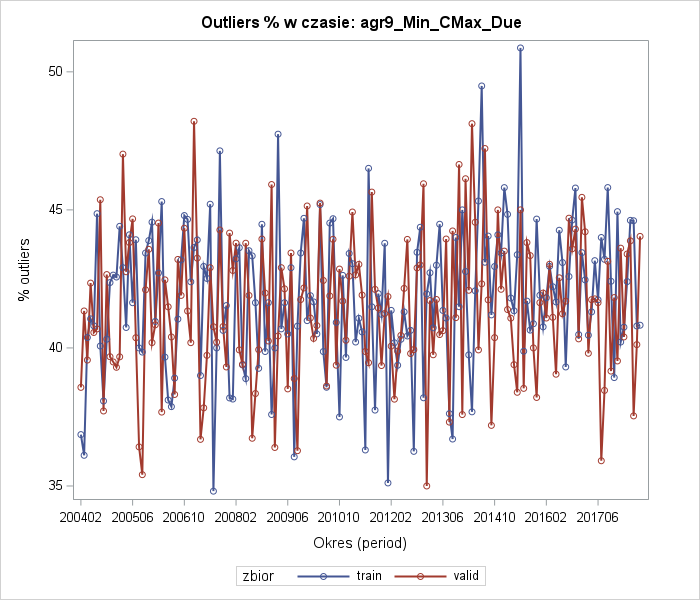 Outliers % w czasie: agr9_Min_CMax_Due
% outliers
50
45
40
35
200402 200506 200610 200802 200906 201010 201202 201306 201410 201602 201706
Okres (period)
zbior train valid